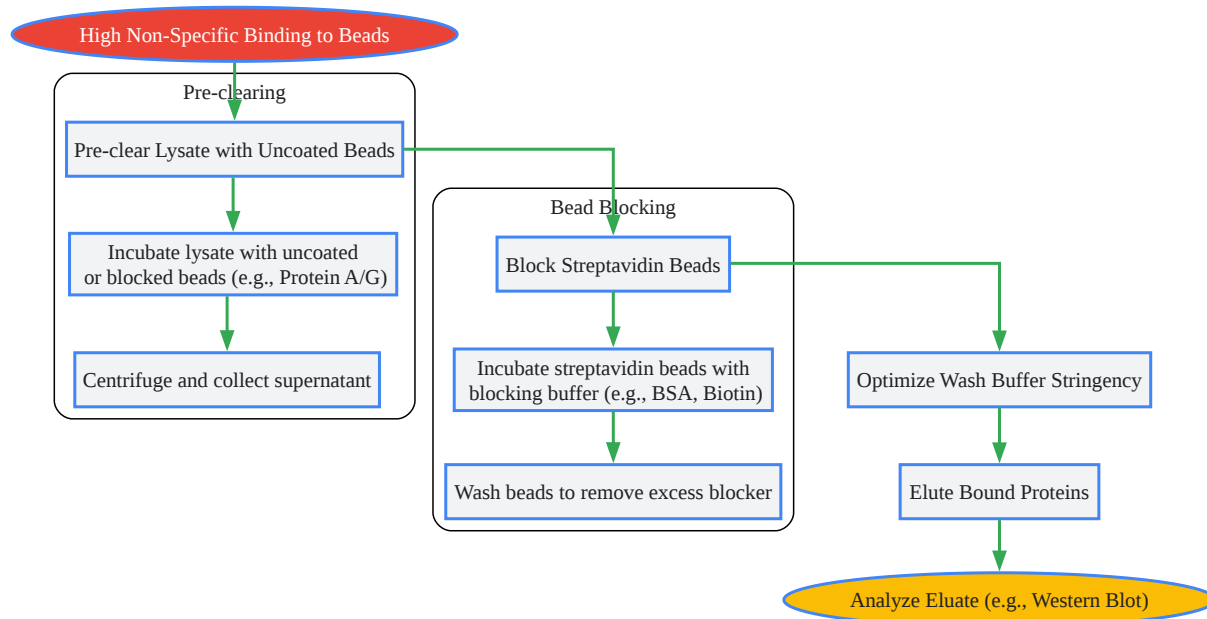 High Non-Specific Binding to Beads
Pre-clearing
Pre-clear Lysate with Uncoated Beads
Incubate lysate with uncoated
or blocked beads (e.g., Protein A/G)
Centrifuge and collect supernatant
Bead Blocking
Block Streptavidin Beads
Incubate streptavidin beads with
blocking buffer (e.g., BSA, Biotin)
Wash beads to remove excess blocker
Optimize Wash Buffer Stringency
Elute Bound Proteins
Analyze Eluate (e.g., Western Blot)